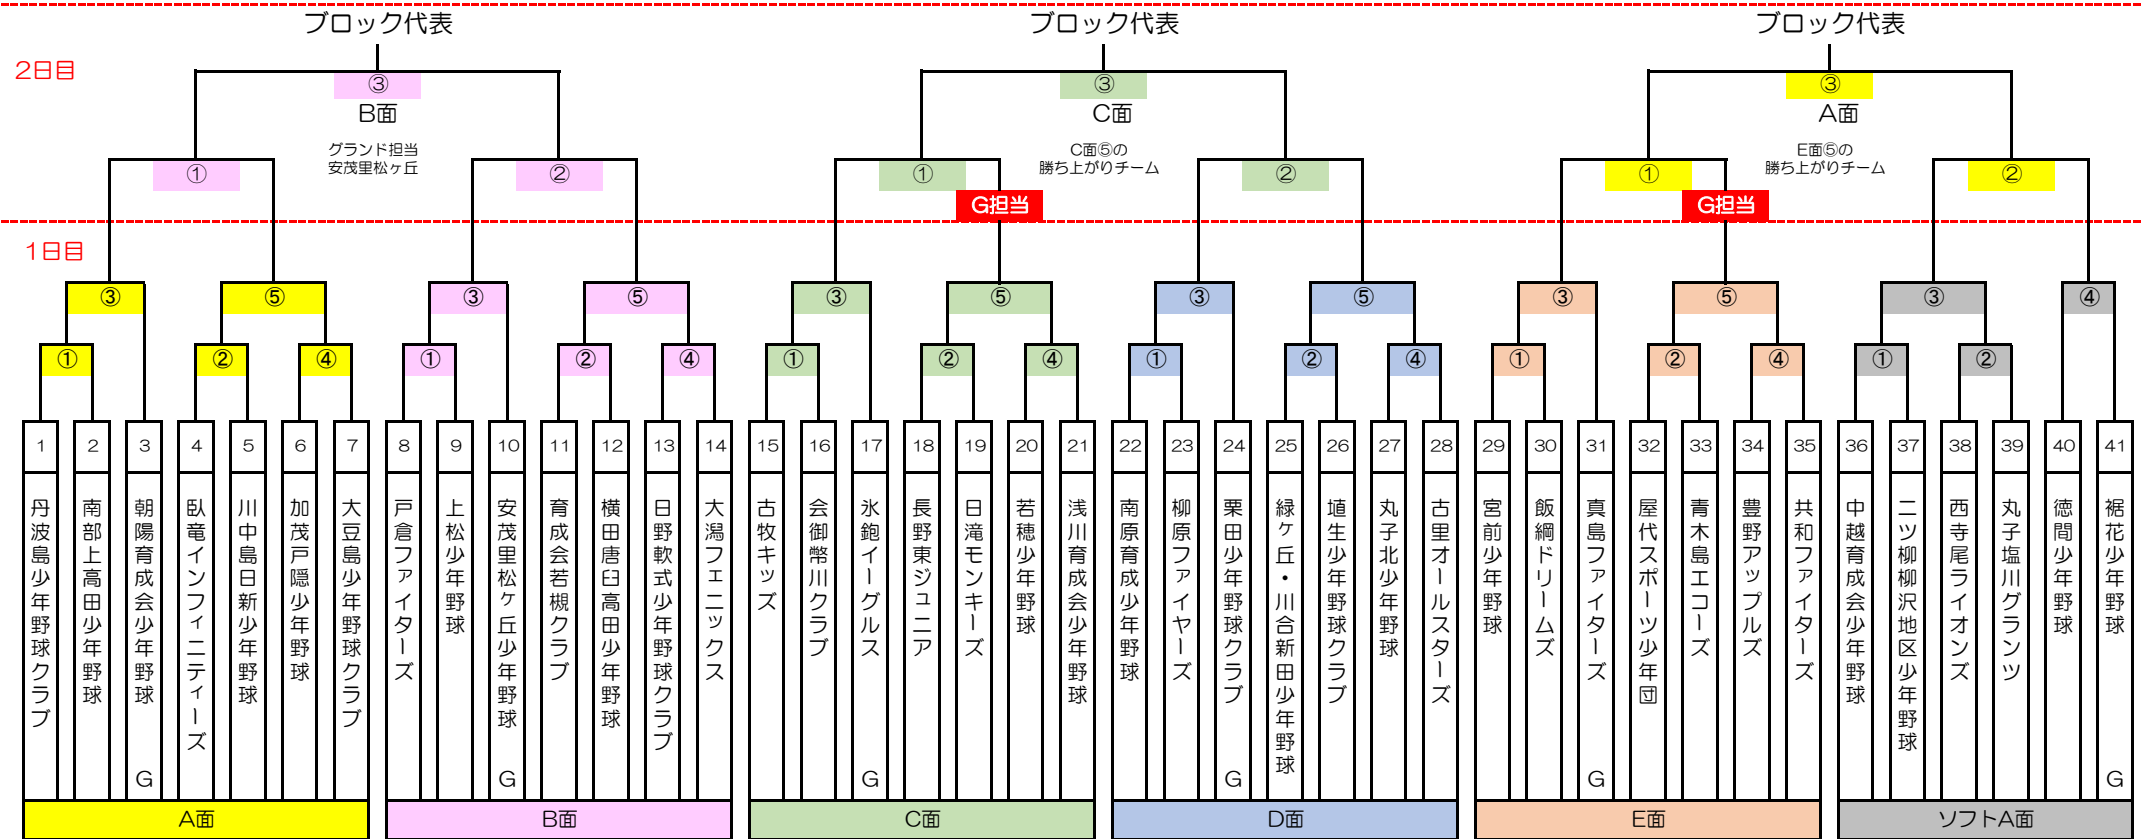 ブロック代表
ブロック代表
ブロック代表
2日目
③
B面
グランド担当
安茂里松ヶ丘
①
②
③
C面
C面⑤の
勝ち上がりチーム
①
②
G担当
③
A面
E面⑤の
勝ち上がりチーム
①
②
G担当
1日目
③ ⑤ ③ ⑤ ③ ⑤ ③ ⑤ ③ ⑤ ③ ④
① ② ④ ① ② ④ ① ② ④ ① ② ④ ① ② ④ ① ②
1 2 3 4 5 6 7 8 9 10 11 12 13 14 15 16 17 18 19 20 21 22 23 24 25 26 27 28 29 30 31 32 33 34 35 36 37 38 39 40 41
丹波島少年野球クラブ
南部上高田少年野球
朝陽育成会少年野球 G
臥竜インフィニティーズ
川中島日新少年野球
加茂戸隠少年野球
大豆島少年野球クラブ
戸倉ファイターズ
上松少年野球
安茂里松ヶ丘少年野球 G
育成会若槻クラブ
横田唐臼高田少年野球
日野軟式少年野球クラブ
大潟フェニックス
古牧キッズ
会御幣川クラブ
氷鉋イーグルス G
長野東ジュニア
日滝モンキーズ
若穂少年野球
浅川育成会少年野球
南原育成少年野球
柳原ファイヤーズ
栗田少年野球クラブ G
緑ヶ丘・川合新田少年野球
埴生少年野球クラブ
丸子北少年野球
古里オールスターズ
宮前少年野球
飯綱ドリームズ
真島ファイターズ G
屋代スポーツ少年団
青木島エコーズ
豊野アップルズ
共和ファイターズ
中越育成会少年野球
二ツ柳柳沢地区少年野球
西寺尾ライオンズ
丸子塩川グランツ
徳間少年野球
裾花少年野球 G
A面
B面
C面
D面
E面
ソフトA面